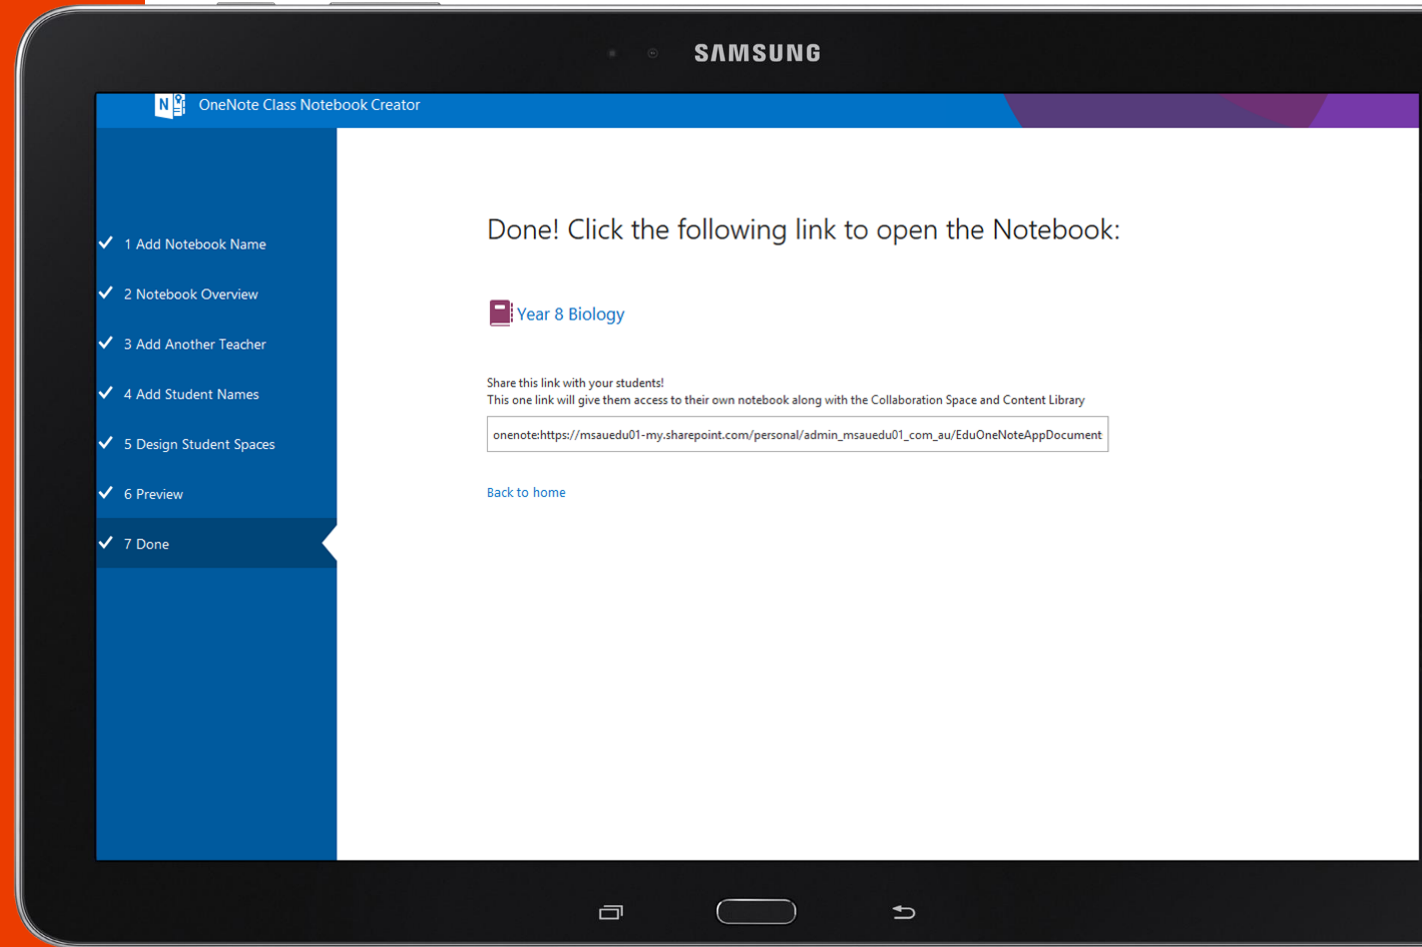 SAMSUNG
OneNote Class Notebook Creator
1 Add Notebook Name
2 Notebook Overview
3 Add Another Teacher
4 Add Student Names
5 Design Student Spaces
6 Preview
7 Done
Done! Click the following link to open the Notebook:
Year 8 Biology
Share this link with your students!
This one link will give them access to their own notebook along with the Collaboration Space and Content Library
onenote:https://msauedu01-my.sharepoint.com/personal/admin_msauedu01_com_au/EduOneNoteAppDocument
Back to home